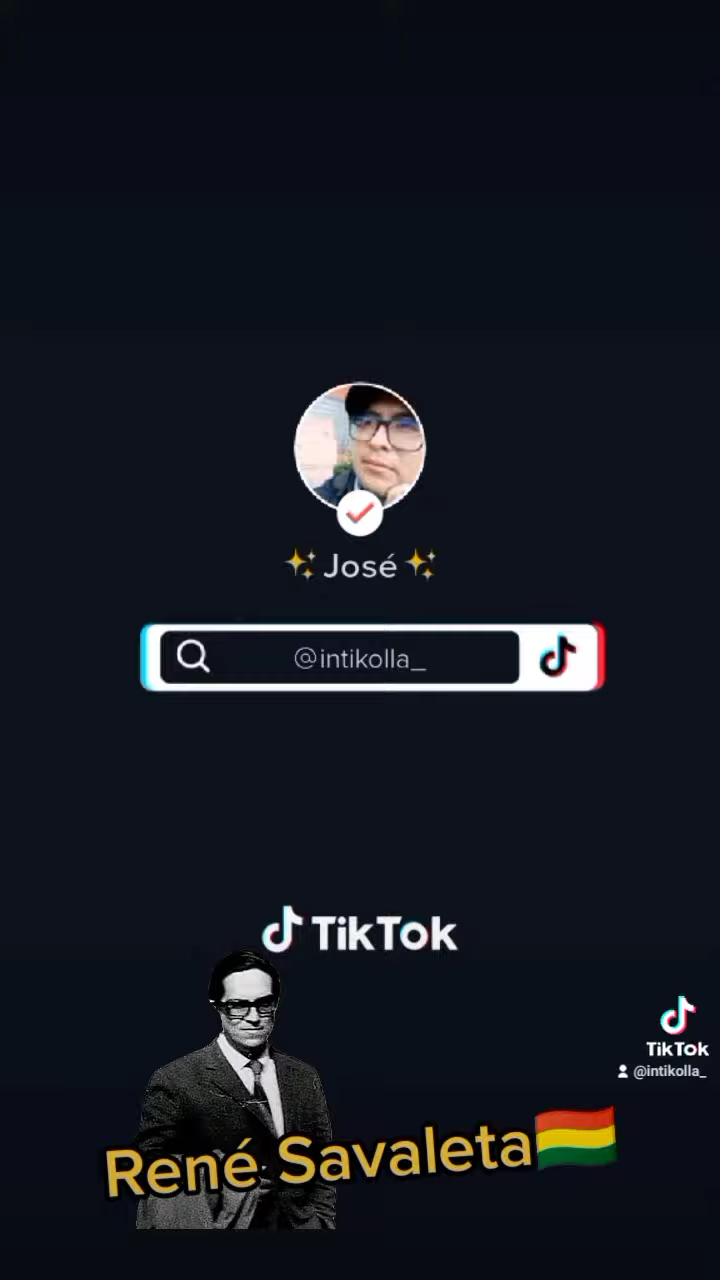 ✨ José ✨
@intikolla_
TikTok
TikTok
@intikolla_
René Savaleta🇧🇴